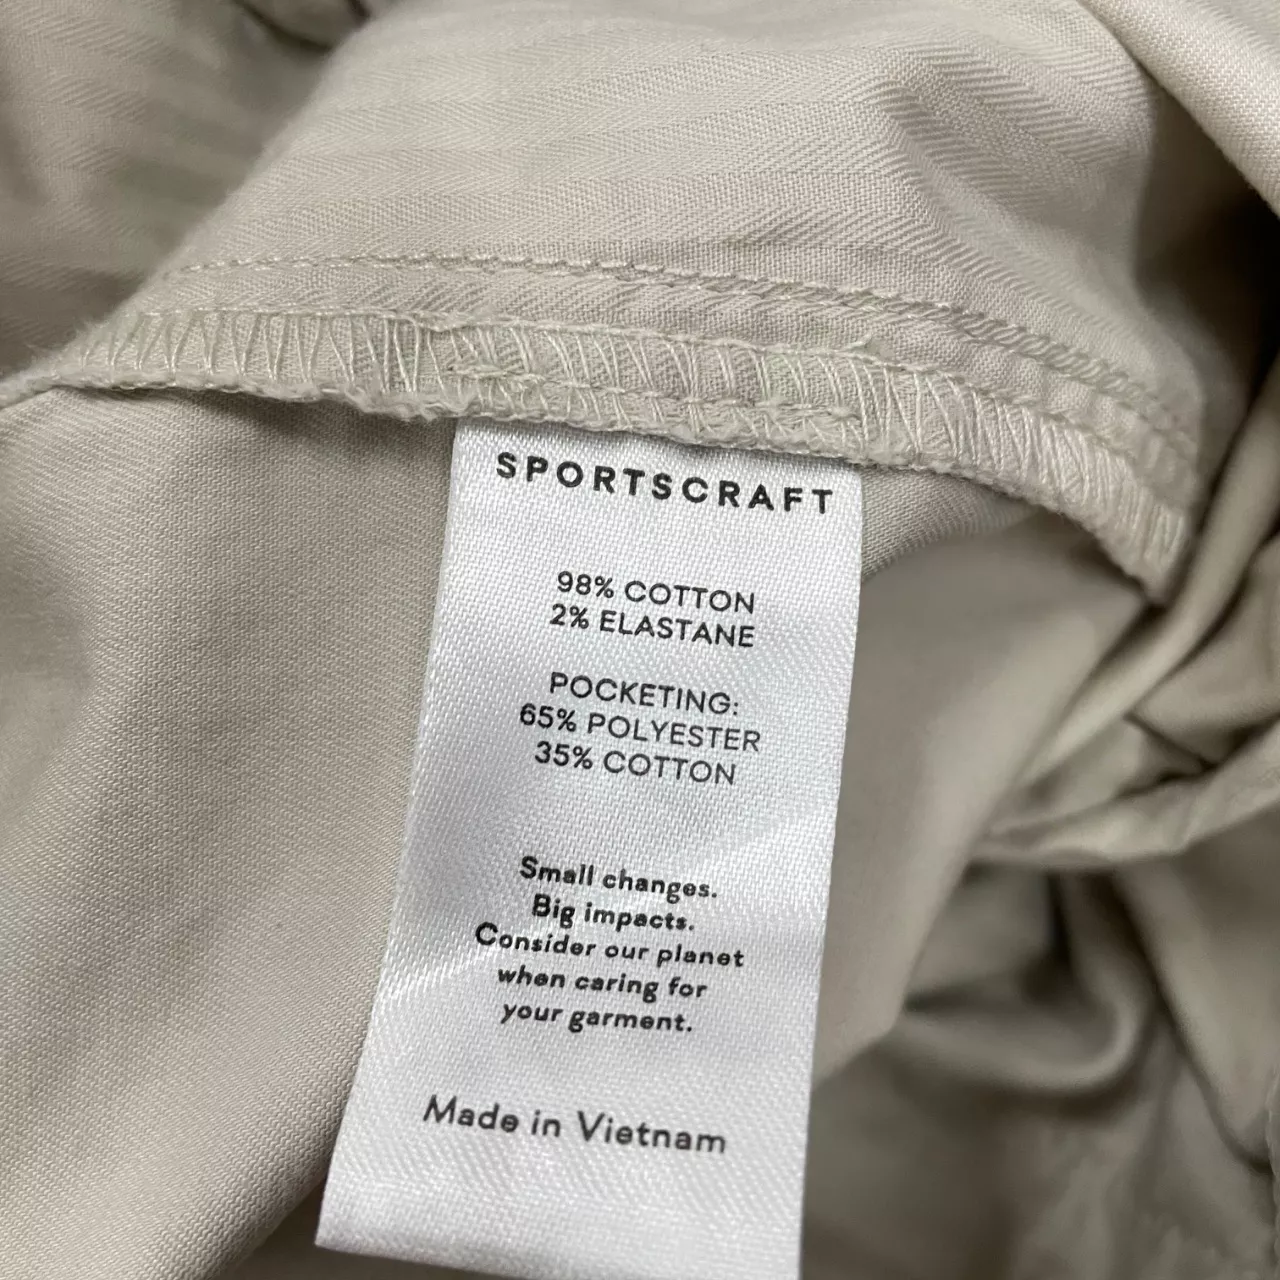 SPORTSCRAFT
98% COTTON
2% ELASTANE
POCKETING:
65% POLYESTER
35% COTTON
Small changes.
Big impacts.
Consider our planet
when caring for
your garment.
Made in Vietnam